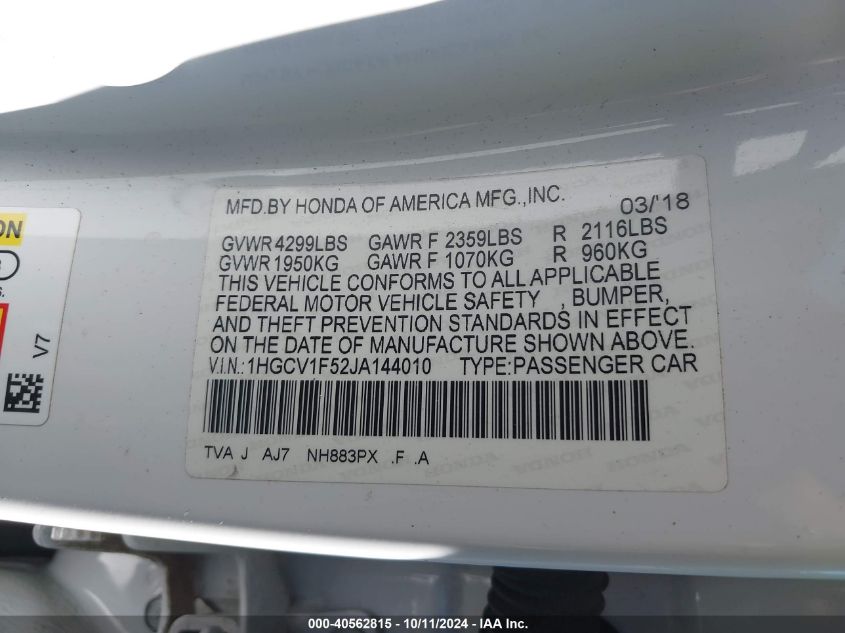 MFD.BY HONDA OF AMERICA MFG.,INC. 03/'18
GVWR 4299LBS GAWR F 2359LBS R 2116LBS
GVWR 1950KG GAWR F 1070KG R 960KG
THIS VEHICLE CONFORMS TO ALL APPLICABLE
FEDERAL MOTOR VEHICLE SAFETY , BUMPER,
AND THEFT PREVENTION STANDARDS IN EFFECT
ON THE DATE OF MANUFACTURE SHOWN ABOVE.
V.I.N.:1HGCV1F52JA144010 TYPE:PASSENGER CAR
TVA J AJ7 NH883PX .F .A
V7
000-40562815 - 10/11/2024 - IAA Inc.